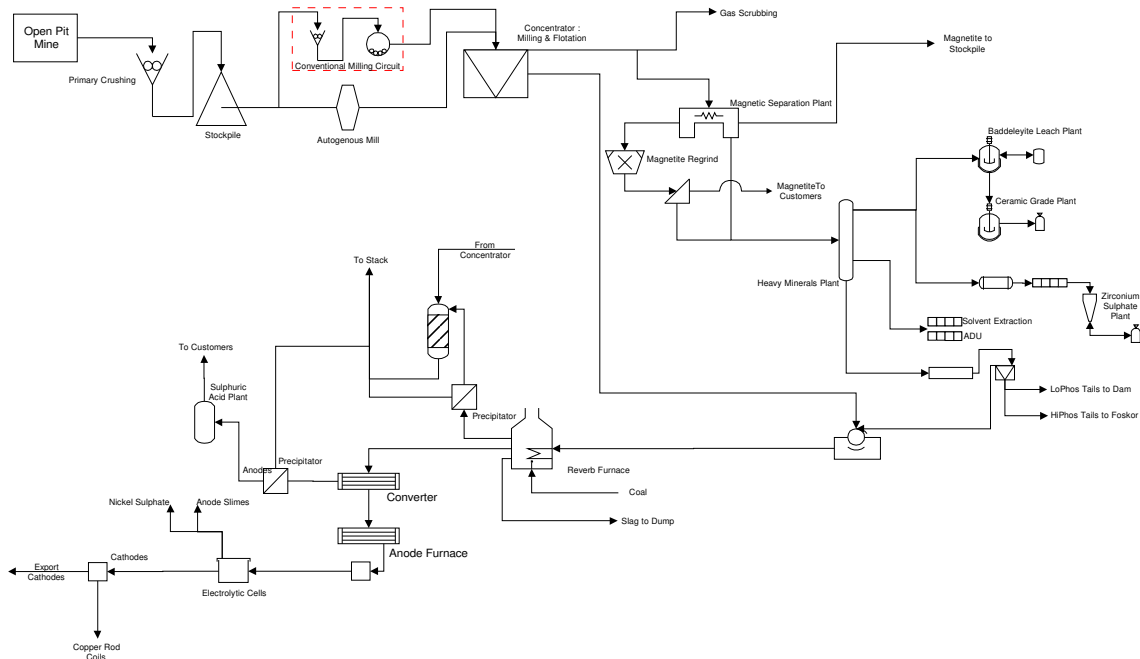 Open Pit
Mine
Primary Crushing
Stockpile
Conventional Milling Circuit
Autogenous Mill
Concentrator :
Milling & Flotation
Gas Scrubbing
Magnetite to
Stockpile
Magnetic Separation Plant
Magnetite Regrind
MagnetiteTo
Customers
Baddeleyite Leach Plant
Ceramic Grade Plant
Heavy Minerals Plant
Zirconium
Sulphate
Plant
Solvent Extraction
ADU
LoPhos Tails to Dam
HiPhos Tails to Foskor
From
Concentrator
To Stack
To Customers
Sulphuric
Acid Plant
Precipitator
Precipitator
Anodes
Reverb Furnace
Coal
Slag to Dump
Converter
Anode Furnace
Nickel Sulphate
Anode Slimes
Cathodes
Export
Cathodes
Electrolytic Cells
Copper Rod
Coils